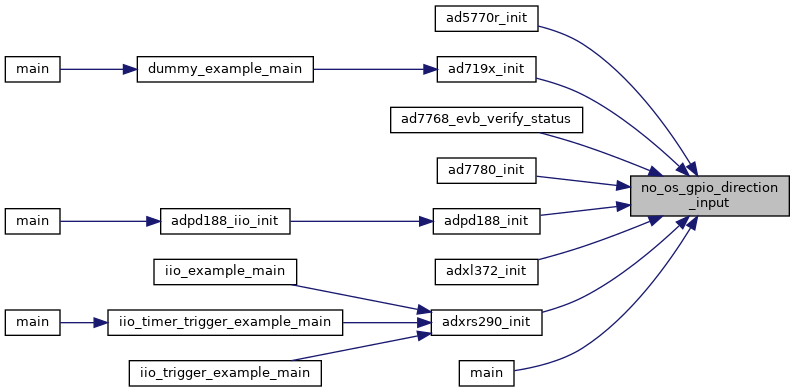 ad5770r_init
main
dummy_example_main
ad719x_init
ad7768_evb_verify_status
ad7780_init
no_os_gpio_direction
_input
main
adpd188_iio_init
adpd188_init
adxl372_init
iio_example_main
main
iio_timer_trigger_example_main
adxrs290_init
iio_trigger_example_main
main